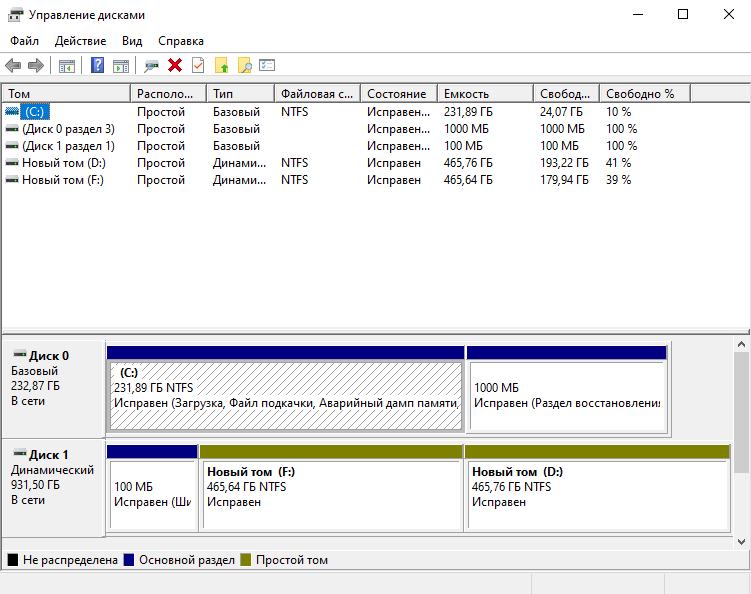 Управление дисками
Файл Действие Вид Справка
Том Располо... Тип Файловая с... Состояние Емкость Свобод... Свободно %
(C:) Простой Базовый NTFS Исправен... 231,89 ГБ 24,07 ГБ 10 %
(Диск 0 раздел 3) Простой Базовый Исправен... 1000 МБ 1000 МБ 100 %
(Диск 1 раздел 1) Простой Базовый Исправен... 100 МБ 100 МБ 100 %
Новый том (D:) Простой Динами... NTFS Исправен 465,76 ГБ 193,22 ГБ 41 %
Новый том (F:) Простой Динами... NTFS Исправен 465,64 ГБ 179,94 ГБ 39 %
Диск 0
Базовый
232,87 ГБ
В сети
(C:)
231,89 ГБ NTFS
Исправен (Загрузка, Файл подкачки, Аварийный дамп памяти,
1000 МБ
Исправен (Раздел восстановления
Диск 1
Динамический
931,50 ГБ
В сети
100 МБ
Исправен (Ши
Новый том (F:)
465,64 ГБ NTFS
Исправен
Новый том (D:)
465,76 ГБ NTFS
Исправен
Не распределена Основной раздел Простой том